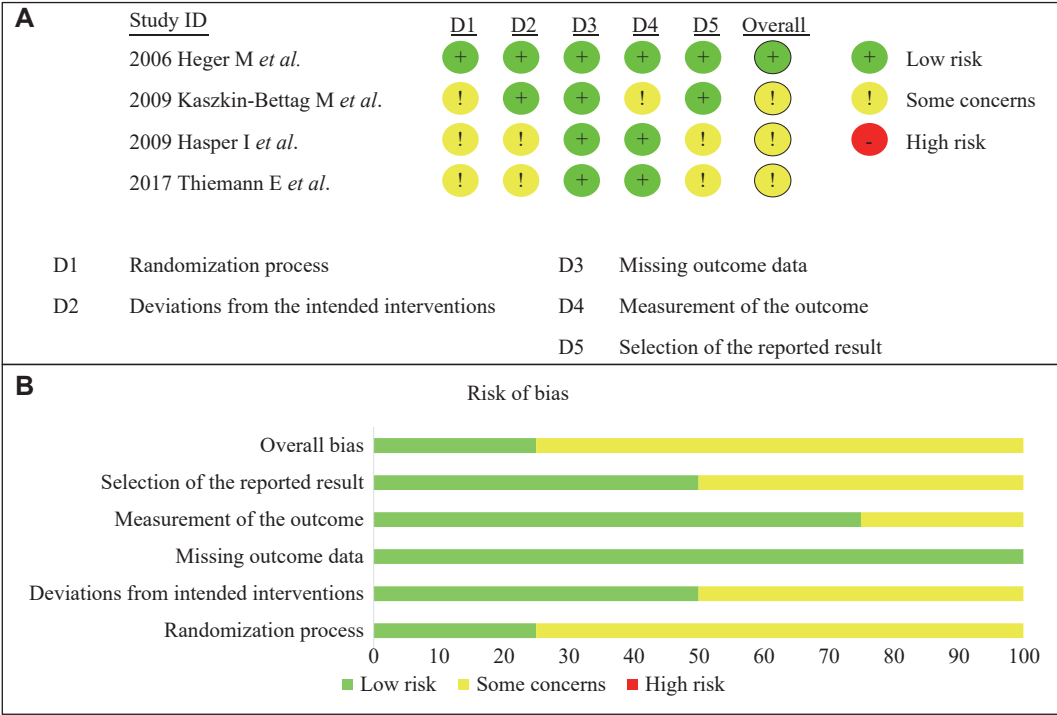 A
Study ID D1 D2 D3 D4 D5 Overall
2006 Heger M et al. + + + + + + + Low risk
2009 Kaszkin-Bettag M et al. ! + + ! + ! ! Some concerns
2009 Hasper I et al. ! ! + + ! ! - High risk
2017 Thiemann E et al. ! ! + + ! !
D1 Randomization process D3 Missing outcome data
D2 Deviations from the intended interventions D4 Measurement of the outcome
D5 Selection of the reported result
B
Risk of bias
Overall bias
Selection of the reported result
Measurement of the outcome
Missing outcome data
Deviations from intended interventions
Randomization process
0 10 20 30 40 50 60 70 80 90 100
Low risk Some concerns High risk